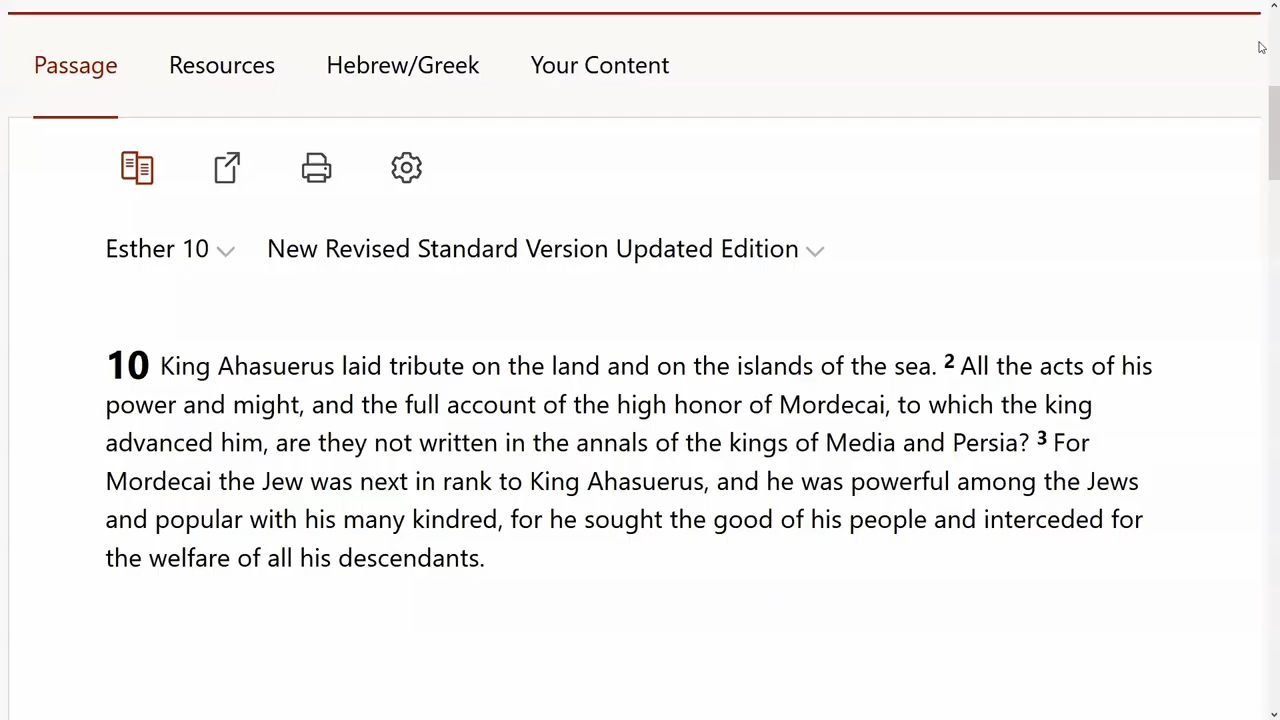 Passage Resources Hebrew/Greek Your Content
Esther 10 New Revised Standard Version Updated Edition
10 King Ahasuerus laid tribute on the land and on the islands of the sea. 2 All the acts of his
power and might, and the full account of the high honor of Mordecai, to which the king
advanced him, are they not written in the annals of the kings of Media and Persia? 3 For
Mordecai the Jew was next in rank to King Ahasuerus, and he was powerful among the Jews
and popular with his many kindred, for he sought the good of his people and interceded for
the welfare of all his descendants.